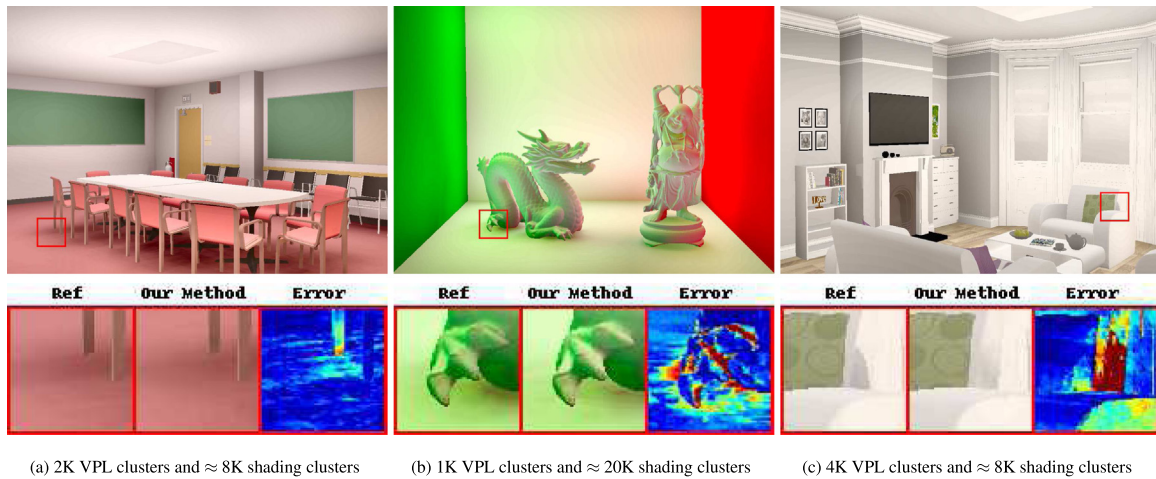 Ref Our Method Error Ref Our Method Error Ref Our Method Error
(a) 2K VPL clusters and ≈ 8K shading clusters (b) 1K VPL clusters and ≈ 20K shading clusters (c) 4K VPL clusters and ≈ 8K shading clusters